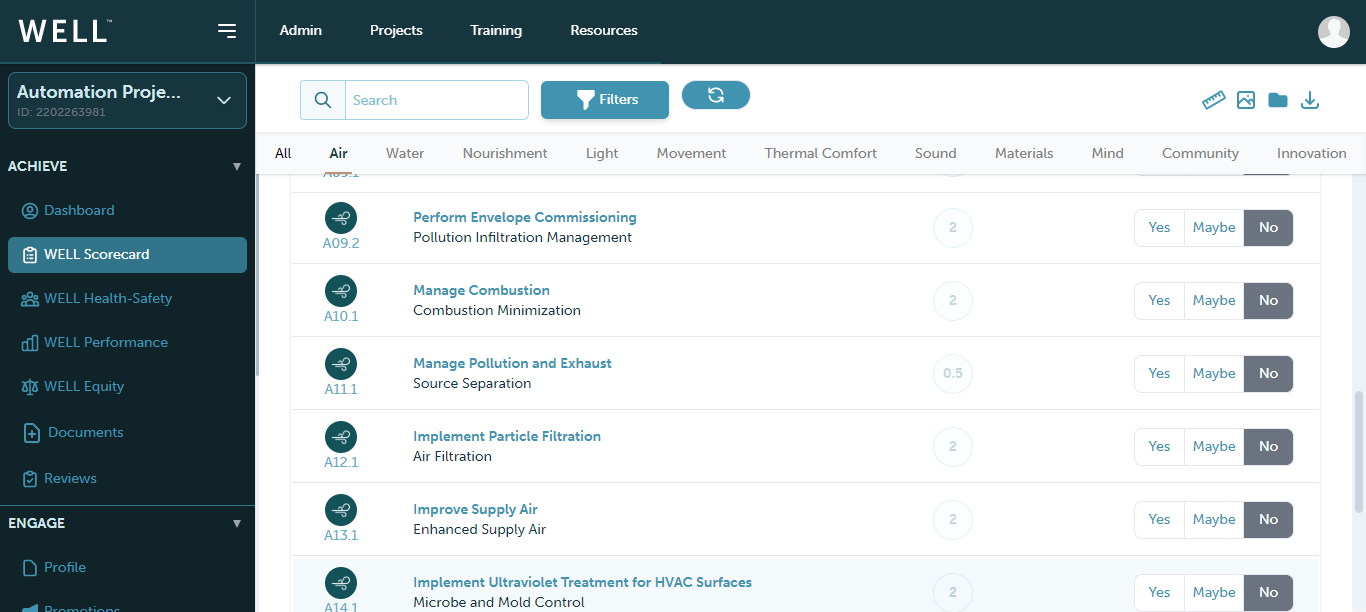 WELL™
Admin Projects Training Resources
Automation Proje...
ID: 2202263981
ACHIEVE
Dashboard
WELL Scorecard
WELL Health-Safety
WELL Performance
WELL Equity
Documents
Reviews
ENGAGE
Profile
Promotions
Search
Filters
All Air Water Nourishment Light Movement Thermal Comfort Sound Materials Mind Community Innovation
A09.1
Perform Envelope Commissioning
A09.2 Pollution Infiltration Management 2 Yes Maybe No
Manage Combustion
A10.1 Combustion Minimization 2 Yes Maybe No
Manage Pollution and Exhaust
A11.1 Source Separation 0.5 Yes Maybe No
Implement Particle Filtration
A12.1 Air Filtration 2 Yes Maybe No
Improve Supply Air
A13.1 Enhanced Supply Air 2 Yes Maybe No
Implement Ultraviolet Treatment for HVAC Surfaces
A14.1 Microbe and Mold Control 2 Yes Maybe No